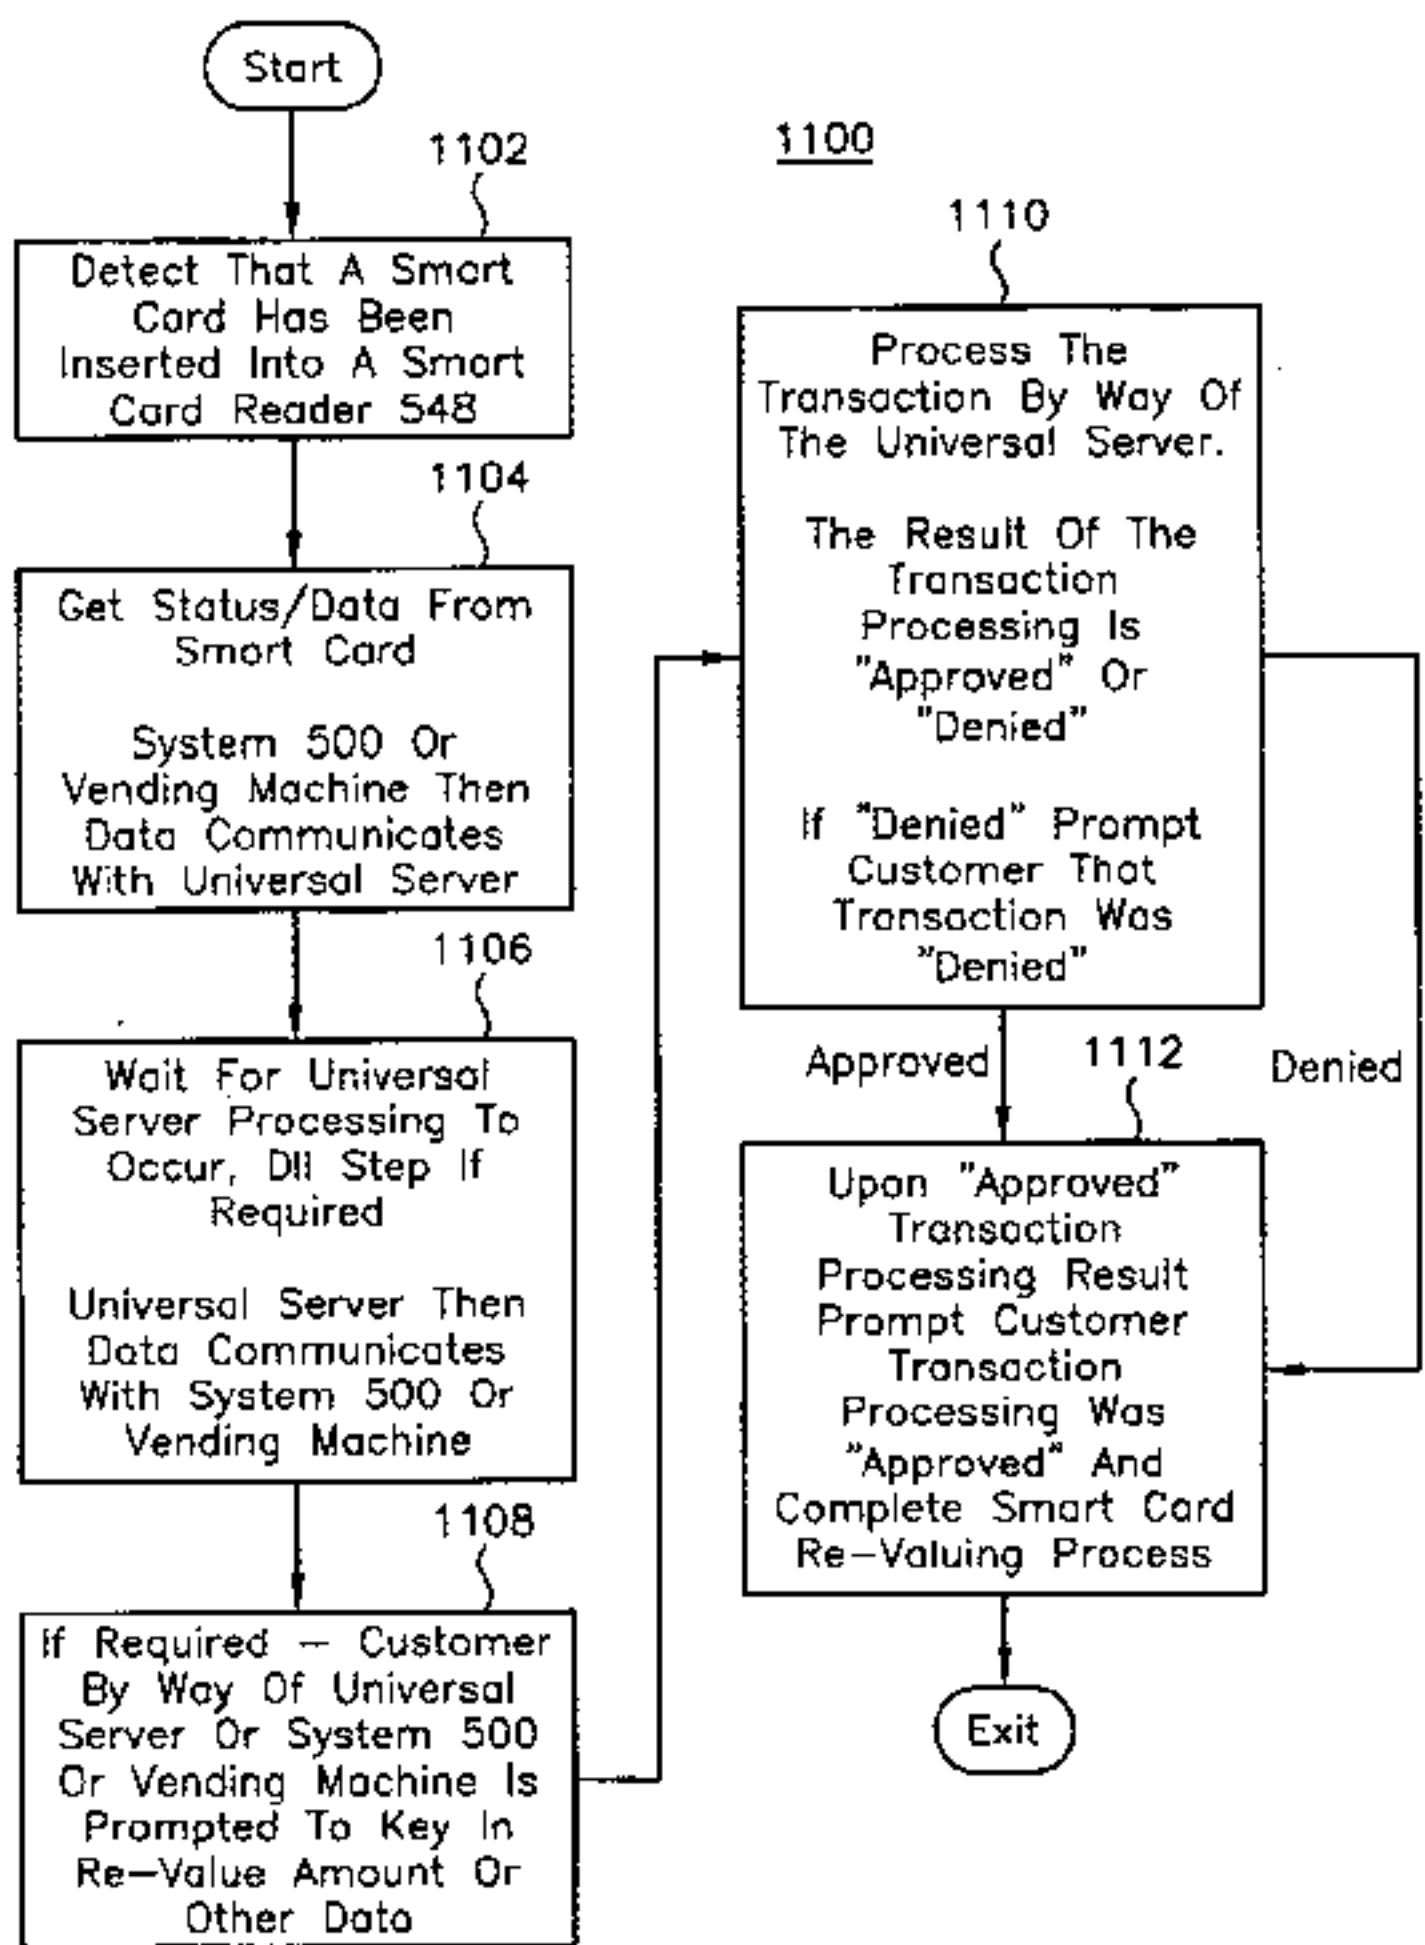 Start
1102
Detect That A Smart
Card Has Been
Inserted Into A Smart
Card Reader 548
1104
Get Status/Data From
Smart Card
System 500 Or
Vending Machine Then
Data Communicates
With Universal Server
1106
Wait For Universal
Server Processing To
Occur, DII Step If
Required
Universal Server Then
Data Communicates
With System 500 Or
Vending Machine
1108
If Required – Customer
By Way Of Universal
Server Or System 500
Or Vending Machine Is
Prompted To Key In
Re-Value Amount Or
Other Data
1100
1110
Process The
Transaction By Way Of
The Universal Server.
The Result Of The
Transaction
Processing Is
"Approved" Or
"Denied"
If "Denied" Prompt
Customer That
Transaction Was
"Denied"
Approved
1112
Denied
Upon "Approved"
Transaction
Processing Result
Prompt Customer
Transaction
Processing Was
"Approved" And
Complete Smart Card
Re-Valuing Process
Exit